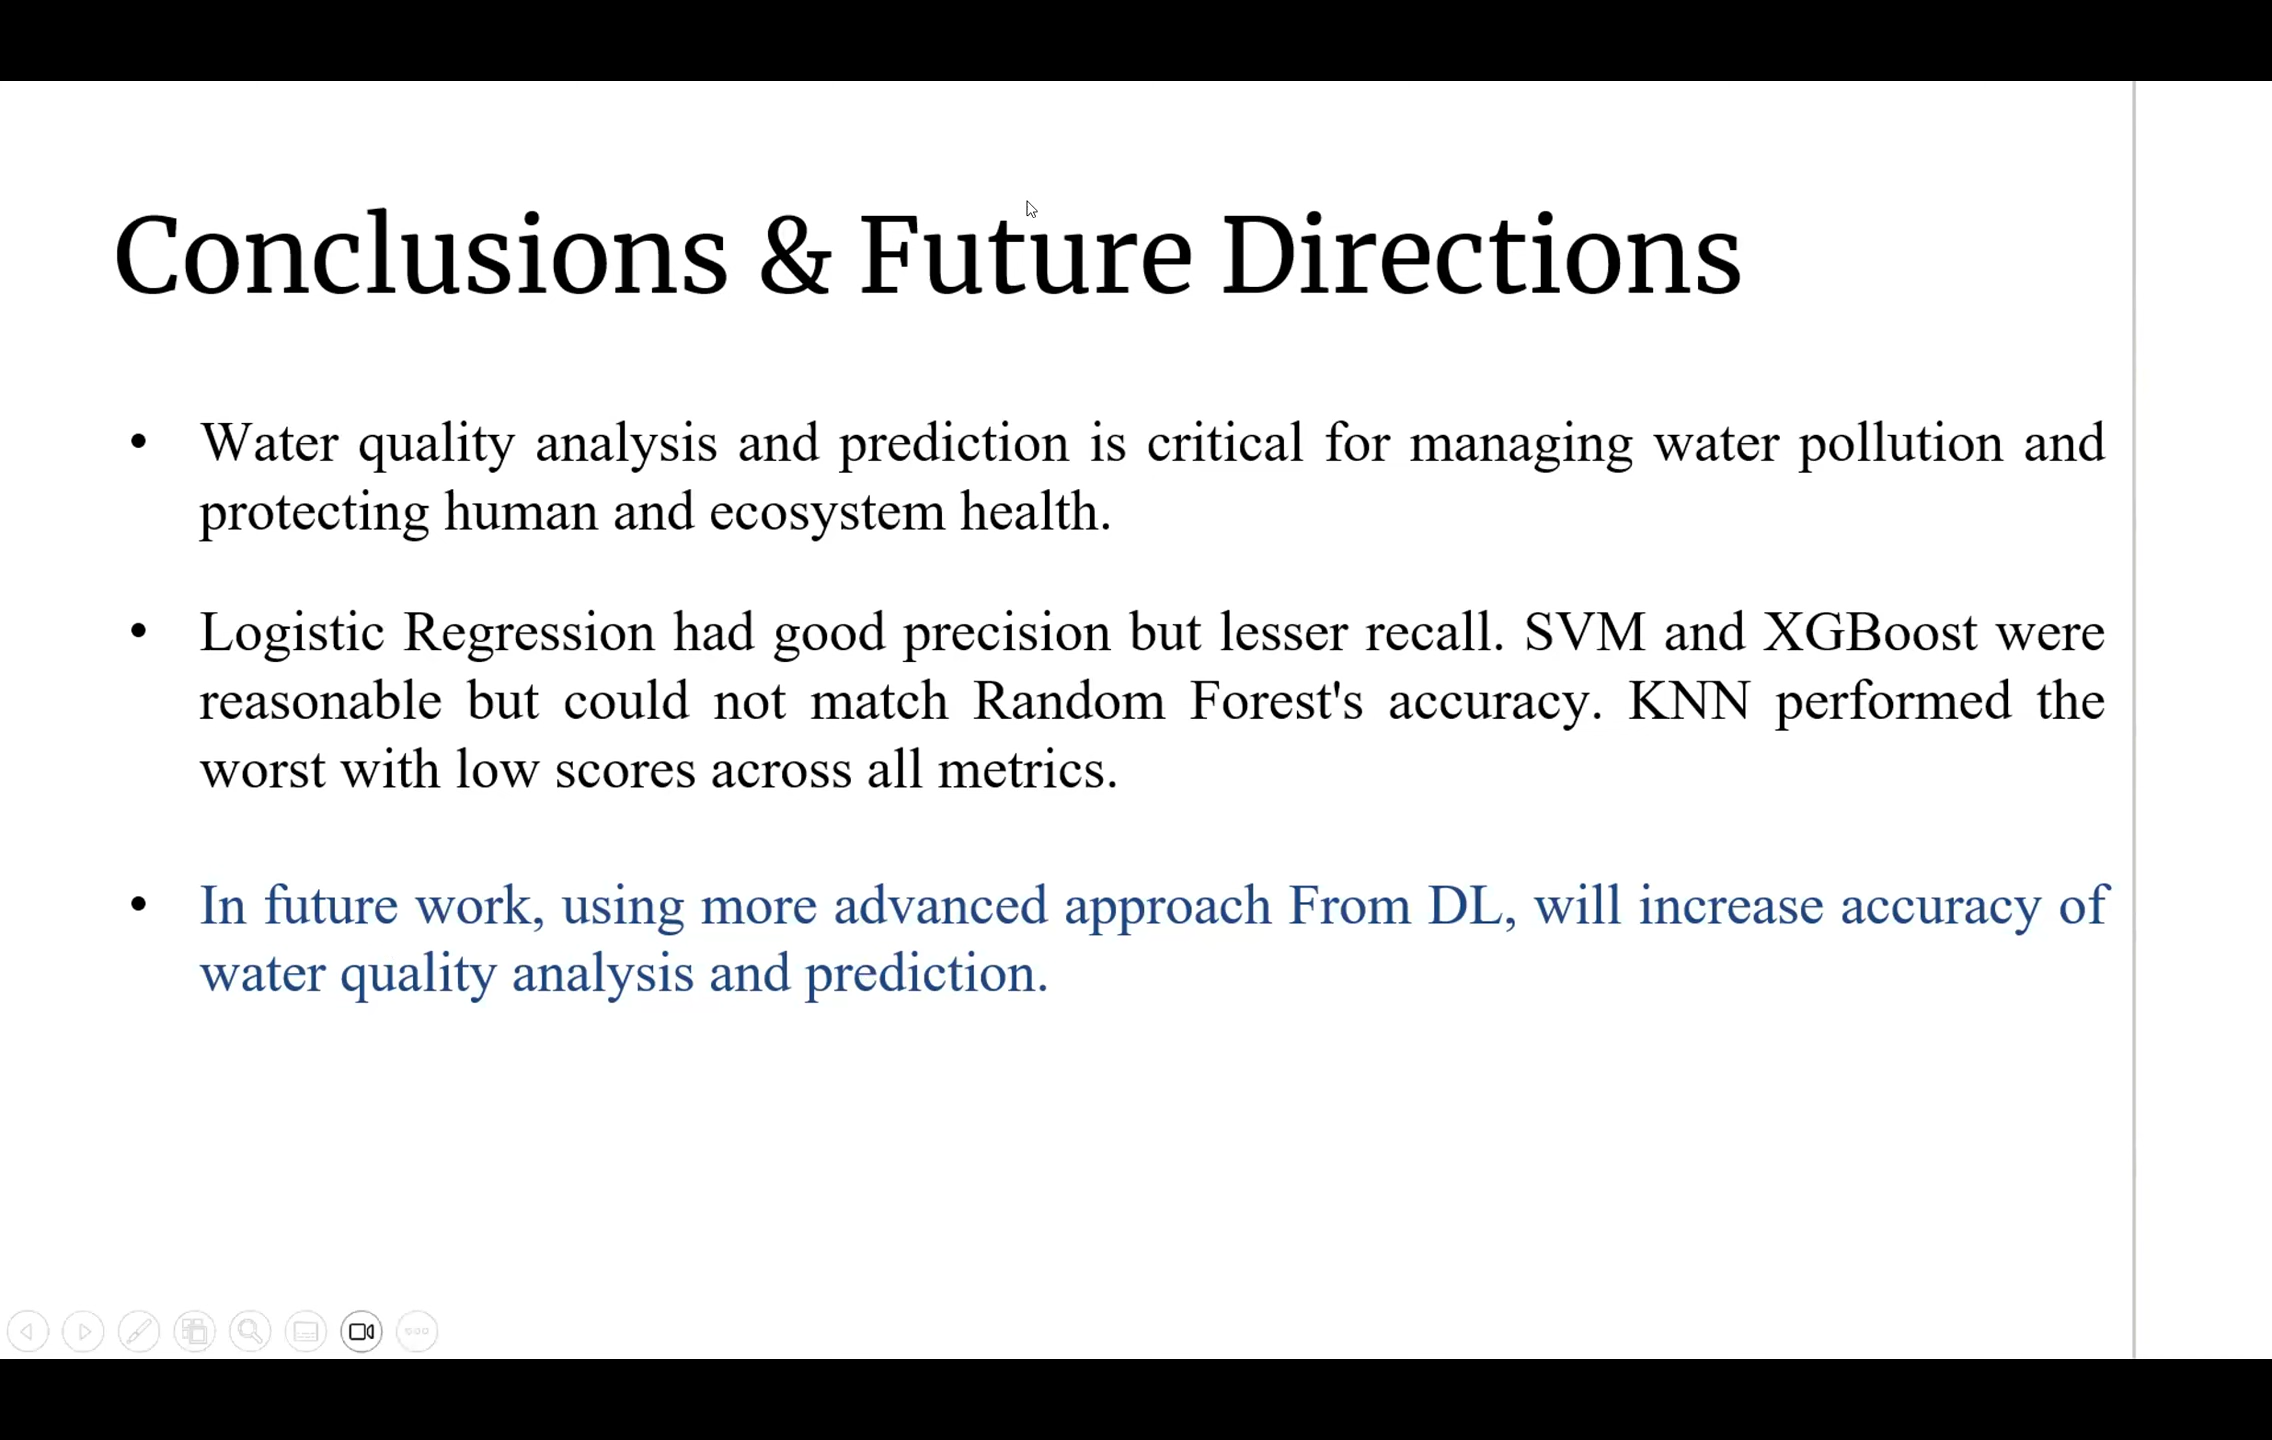 Conclusions & Future Directions
• Water quality analysis and prediction is critical for managing water pollution and
protecting human and ecosystem health.
• Logistic Regression had good precision but lesser recall. SVM and XGBoost were
reasonable but could not match Random Forest's accuracy. KNN performed the
worst with low scores across all metrics.
• In future work, using more advanced approach From DL, will increase accuracy of
water quality analysis and prediction.